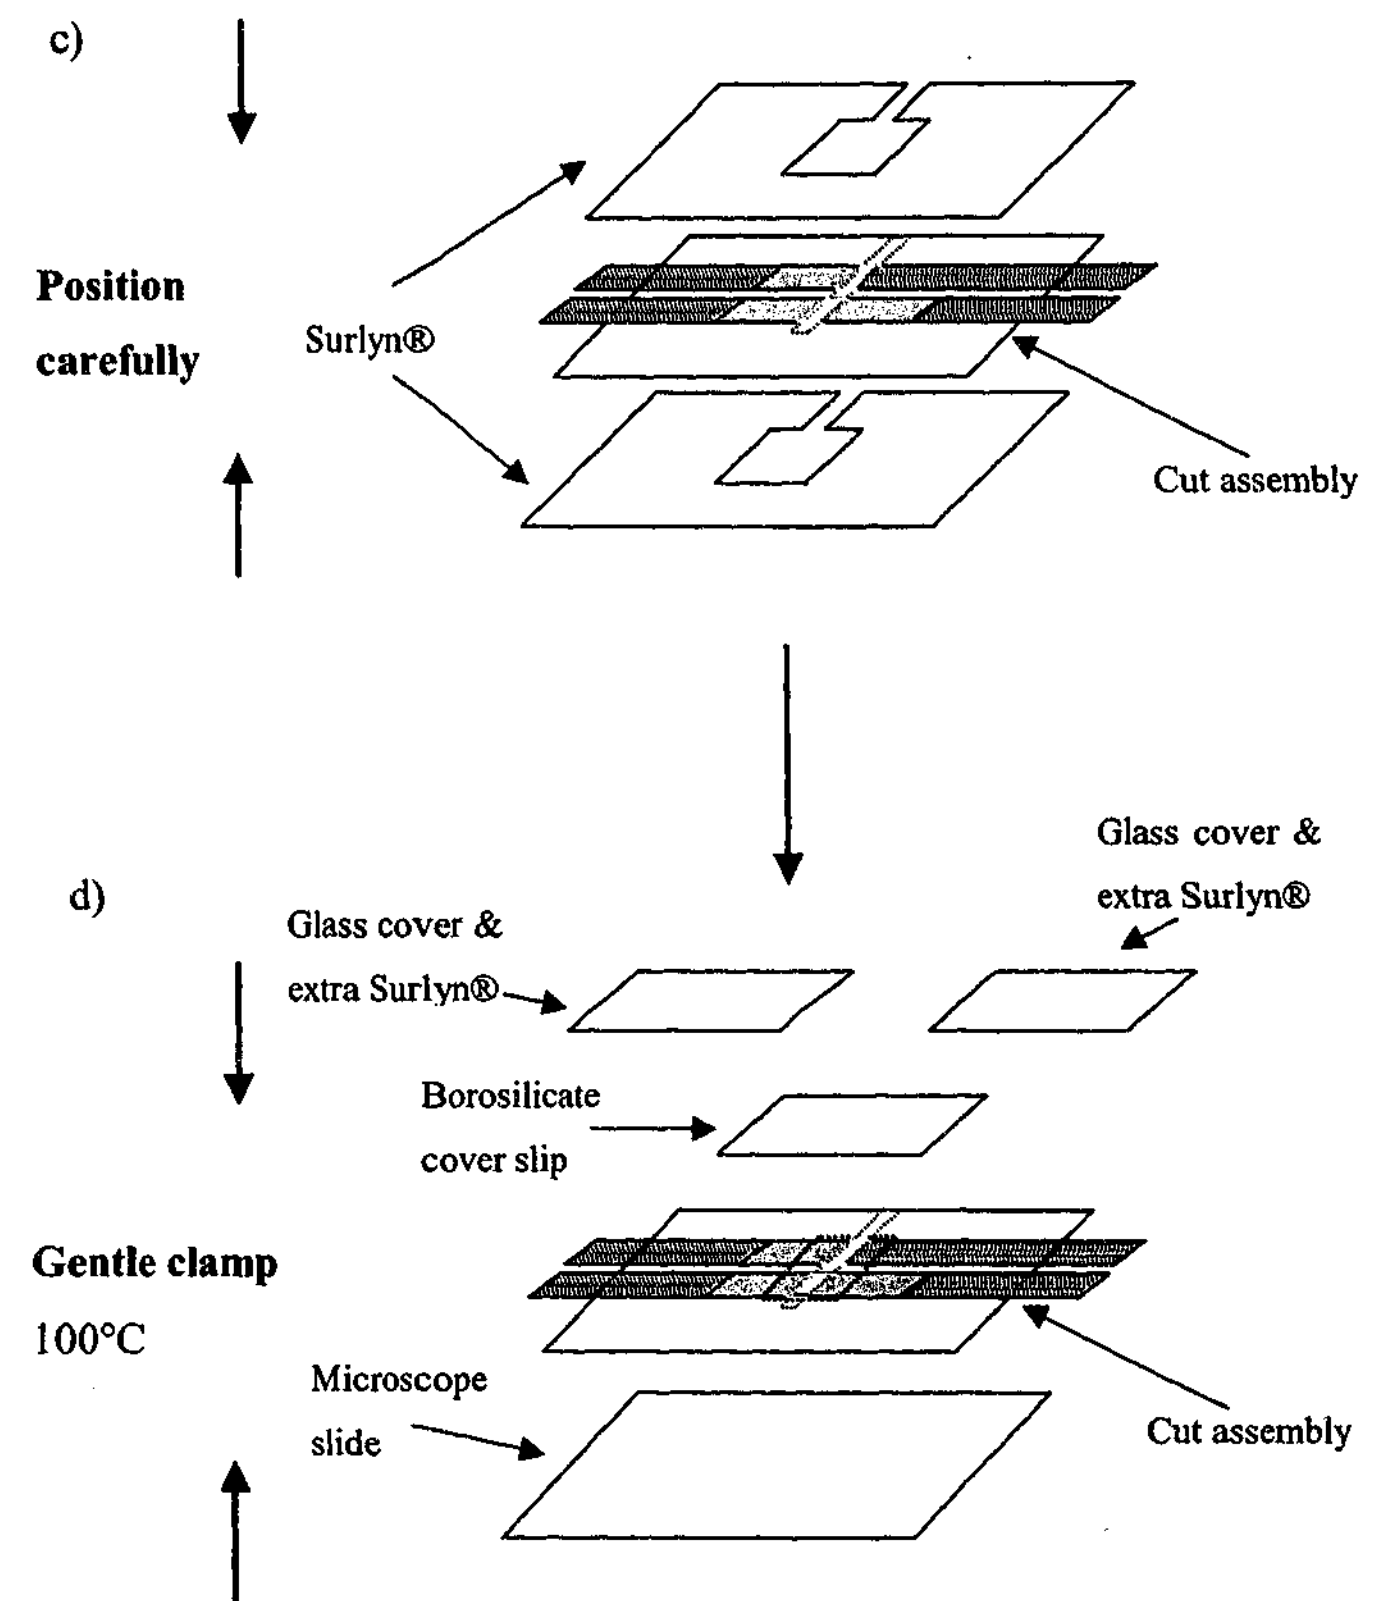 c)
Position
carefully
Surlyn®
Cut assembly
Glass cover &
extra Surlyn®
d)
Glass cover &
extra Surlyn®
Borosilicate
cover slip
Gentle clamp
100°C
Microscope
slide
Cut assembly